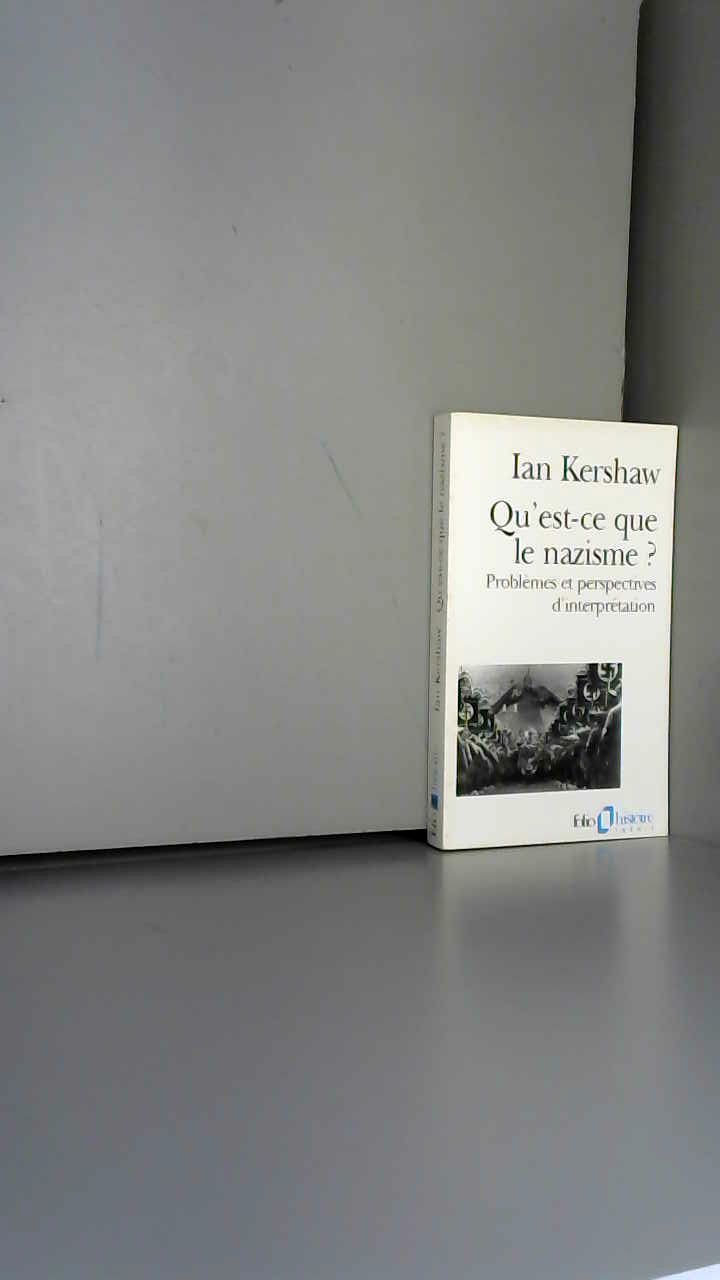 Ian Kershaw
Qu'est-ce que
le nazisme ?
Problèmes et perspectives
d'interprétation
folio histoire
Ian Kershaw Qu'est-ce que le nazisme ?